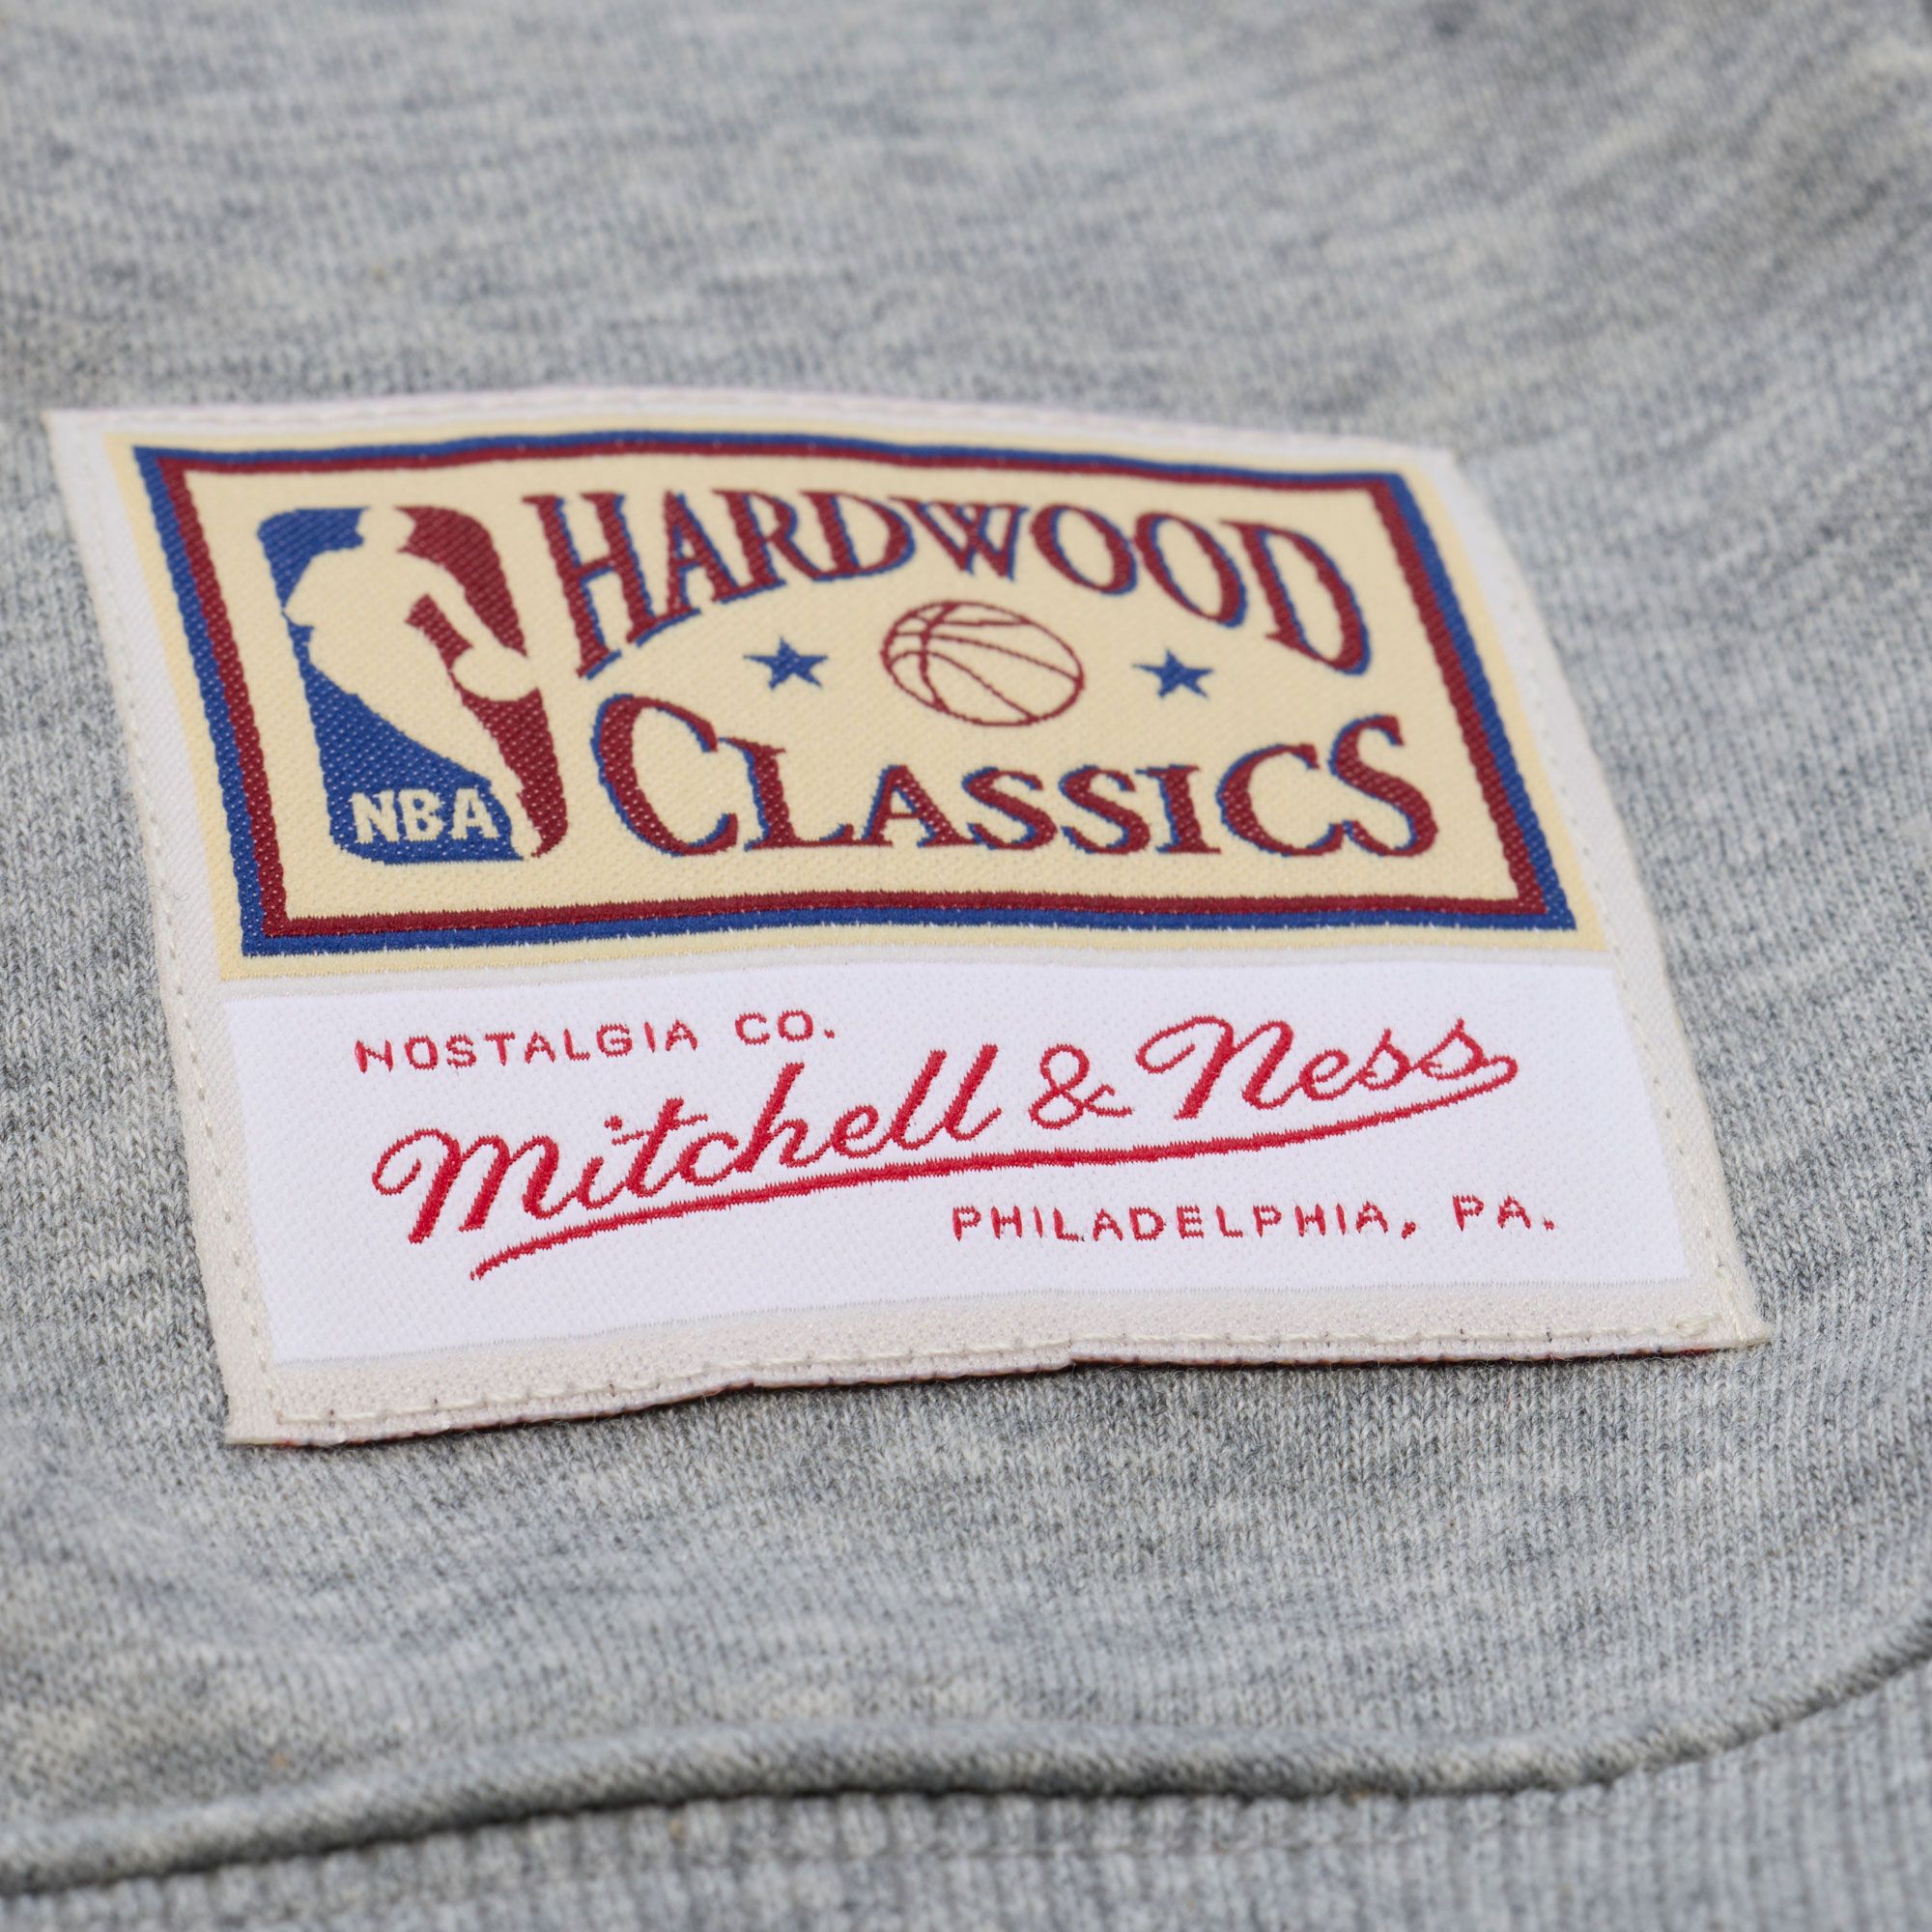 HARDWOOD
CLASSICS
NBA
NOSTALGIA CO.
Mitchell & Ness
PHILADELPHIA, PA.